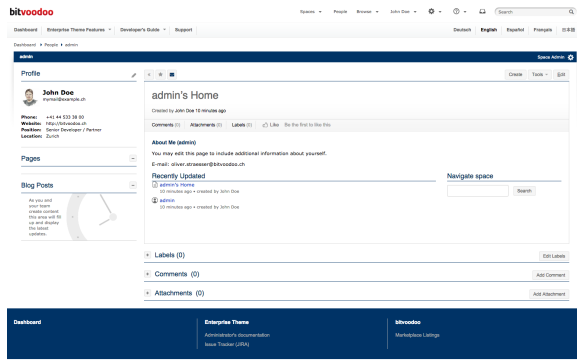 bitvoodoo
Spaces People Browse John Doe Search
Dashboard Enterprise Theme Features Developer's Guide Support Deutsch English Español Français 日本語
Dashboard People admin
admin Space Admin
Profile
John Doe
mymail@example.ch
Phone: +41 44 533 38 00
Website: http://bitvoodoo.ch
Position: Senior Developer / Partner
Location: Zurich
Pages
Blog Posts
As you and
your team
create content
this area will fill
up and display
the latest
updates.
Create Tools Edit
admin's Home
Created by John Doe 10 minutes ago
Comments (0) Attachments (0) Labels (0) Like Be the first to like this
About Me (admin)
You may edit this page to include additional information about yourself.
E-mail: oliver.straesser@bitvoodoo.ch
Recently Updated
admin's Home
10 minutes ago • created by John Doe
admin
10 minutes ago • created by John Doe
Navigate space
Search
Labels (0) Edit Labels
Comments (0) Add Comment
Attachments (0) Add Attachment
Dashboard
Enterprise Theme
Administrator's documentation
Issue Tracker (JIRA)
bitvoodoo
Marketplace Listings